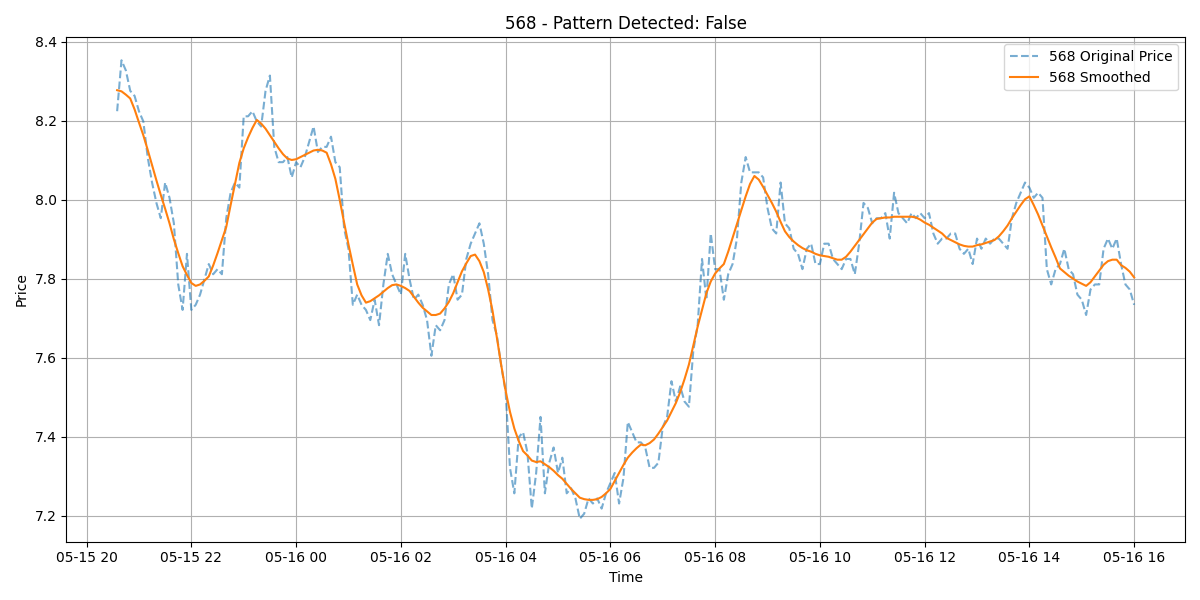 568 - Pattern Detected: False
568 Original Price
568 Smoothed
Price
8.4
8.2
8.0
7.8
7.6
7.4
7.2
05-15 20 05-15 22 05-16 00 05-16 02 05-16 04 05-16 06 05-16 08 05-16 10 05-16 12 05-16 14 05-16 16
Time